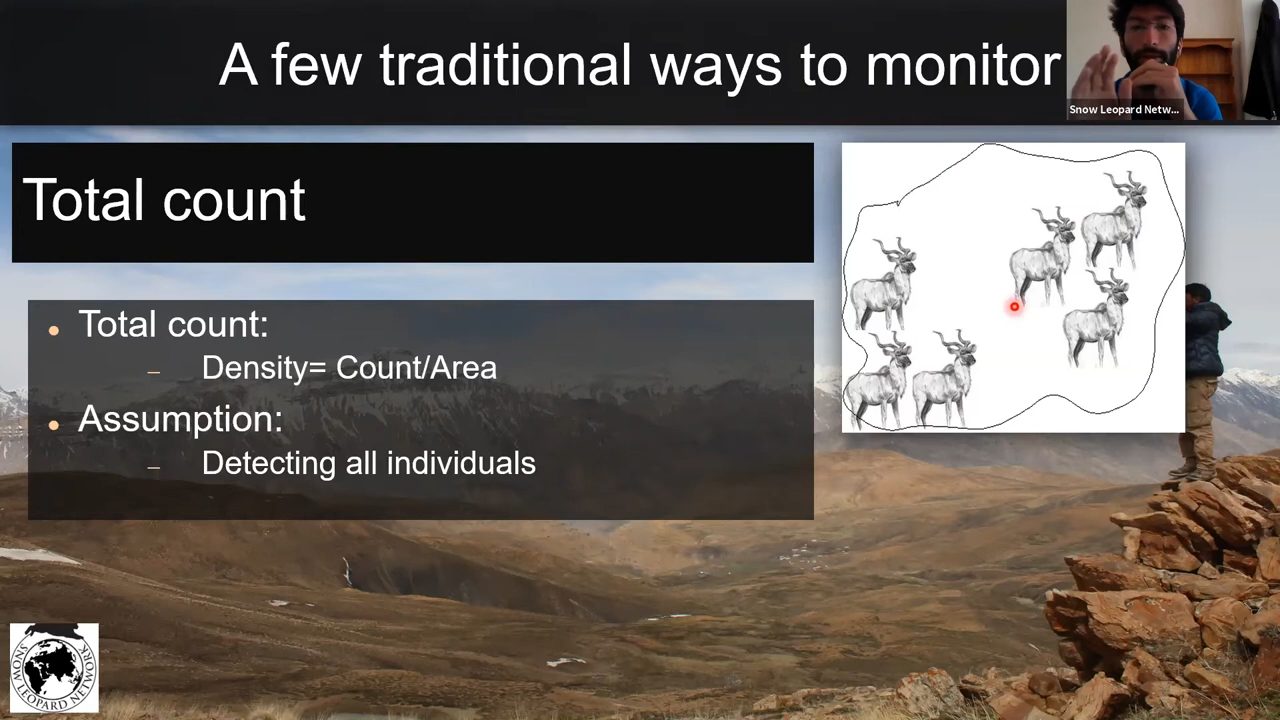 A few traditional ways to monitor
Snow Leopard Netw...
Total count
Total count:
Density= Count/Area
Assumption:
Detecting all individuals
SNOW LEOPARD NETWORK